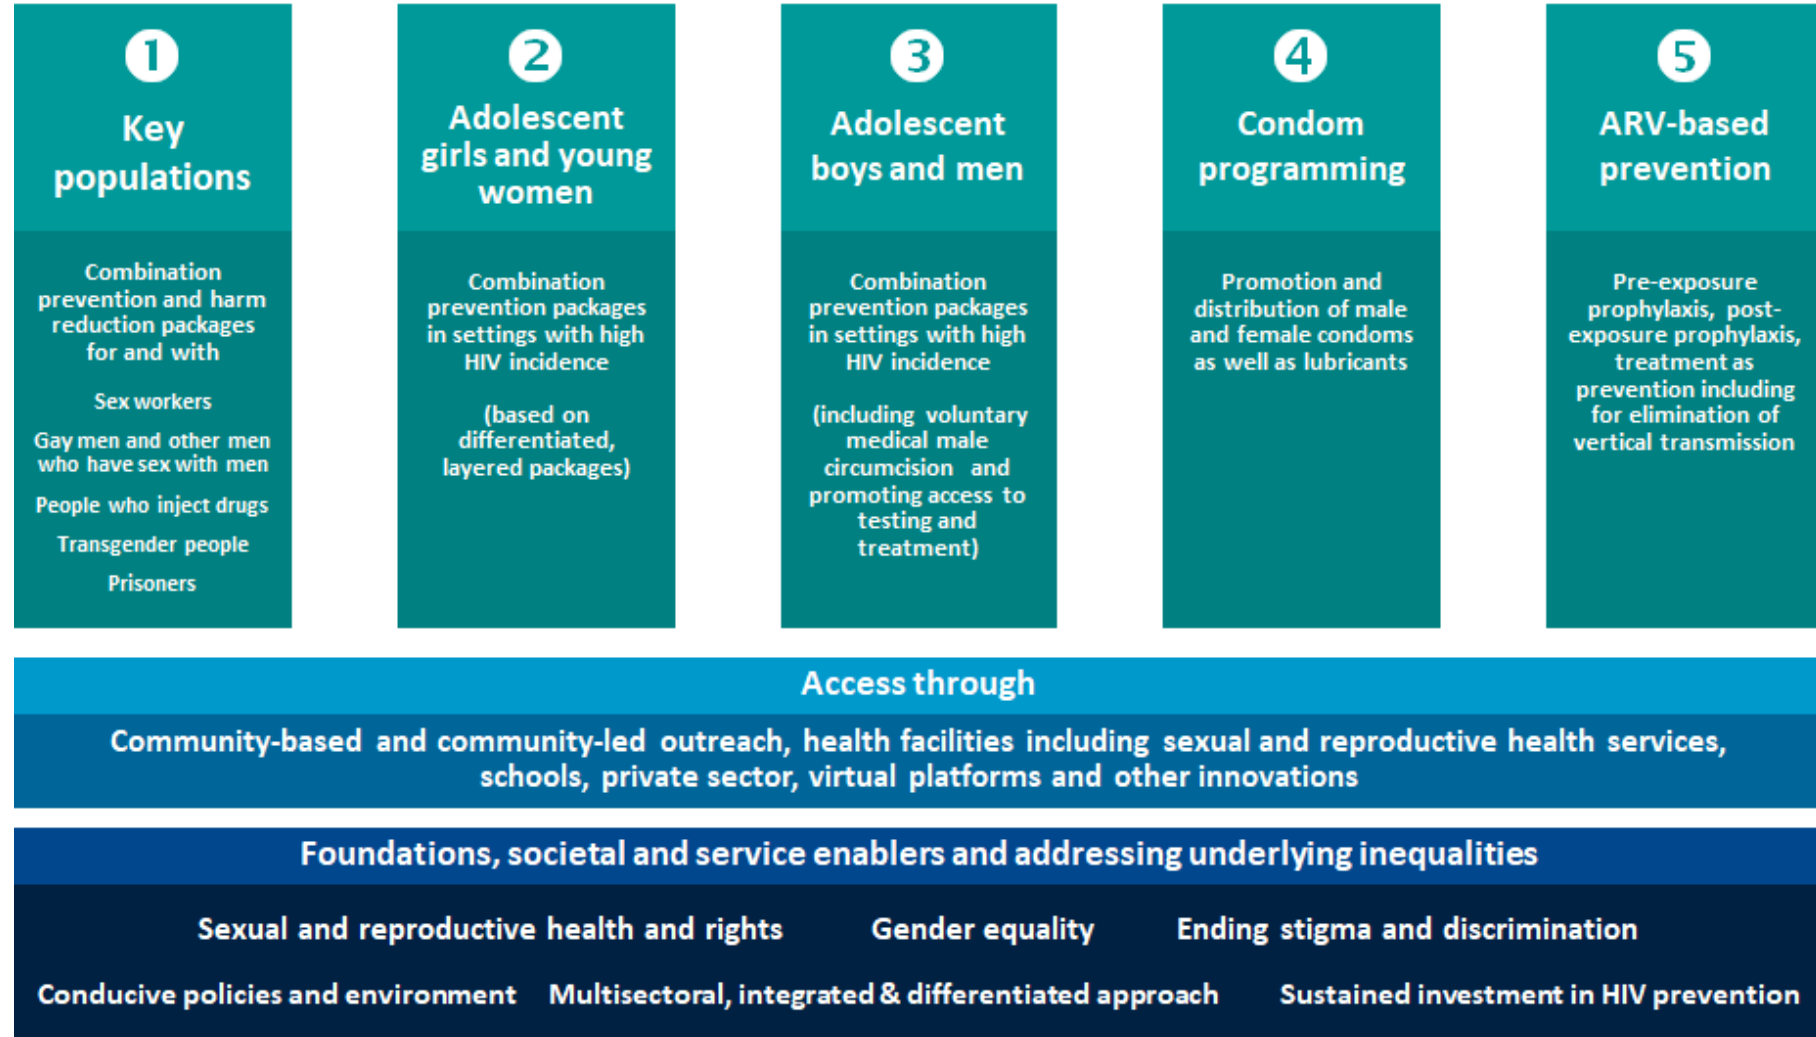 1
Key
populations
Combination
prevention and harm
reduction packages
for and with
Sex workers
Gay men and other men
who have sex with men
People who inject drugs
Transgender people
Prisoners
2
Adolescent
girls and young
women
Combination
prevention packages
in settings with high
HIV incidence
(based on
differentiated,
layered packages)
3
Adolescent
boys and men
Combination
prevention packages
in settings with high
HIV incidence
(including voluntary
medical male
circumcision and
promoting access to
testing and
treatment)
4
Condom
programming
Promotion and
distribution of male
and female condoms
as well as lubricants
5
ARV-based
prevention
Pre-exposure
prophylaxis, post-
exposure prophylaxis,
treatment as
prevention including
for elimination of
vertical transmission
Access through
Community-based and community-led outreach, health facilities including sexual and reproductive health services,
schools, private sector, virtual platforms and other innovations
Foundations, societal and service enablers and addressing underlying inequalities
Sexual and reproductive health and rights Gender equality Ending stigma and discrimination
Conducive policies and environment Multisectoral, integrated & differentiated approach Sustained investment in HIV prevention